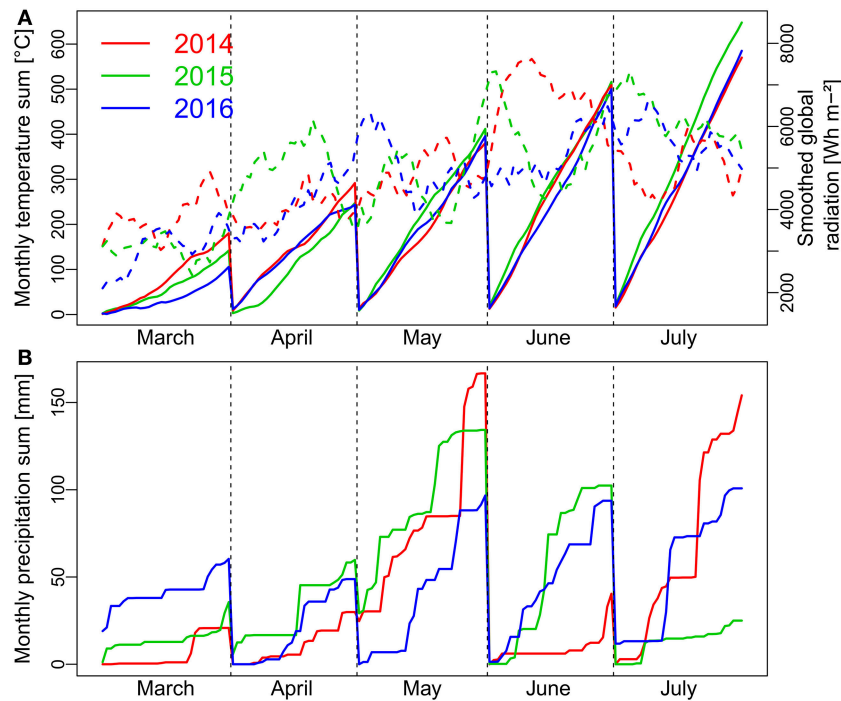 A
Monthly temperature sum [°C]
600
500
400
300
200
100
0
2014
2015
2016
8000
6000
4000
2000
Smoothed global
radiation [Wh m−²]
March April May June July
B
Monthly precipitation sum [mm]
150
100
50
0
March April May June July